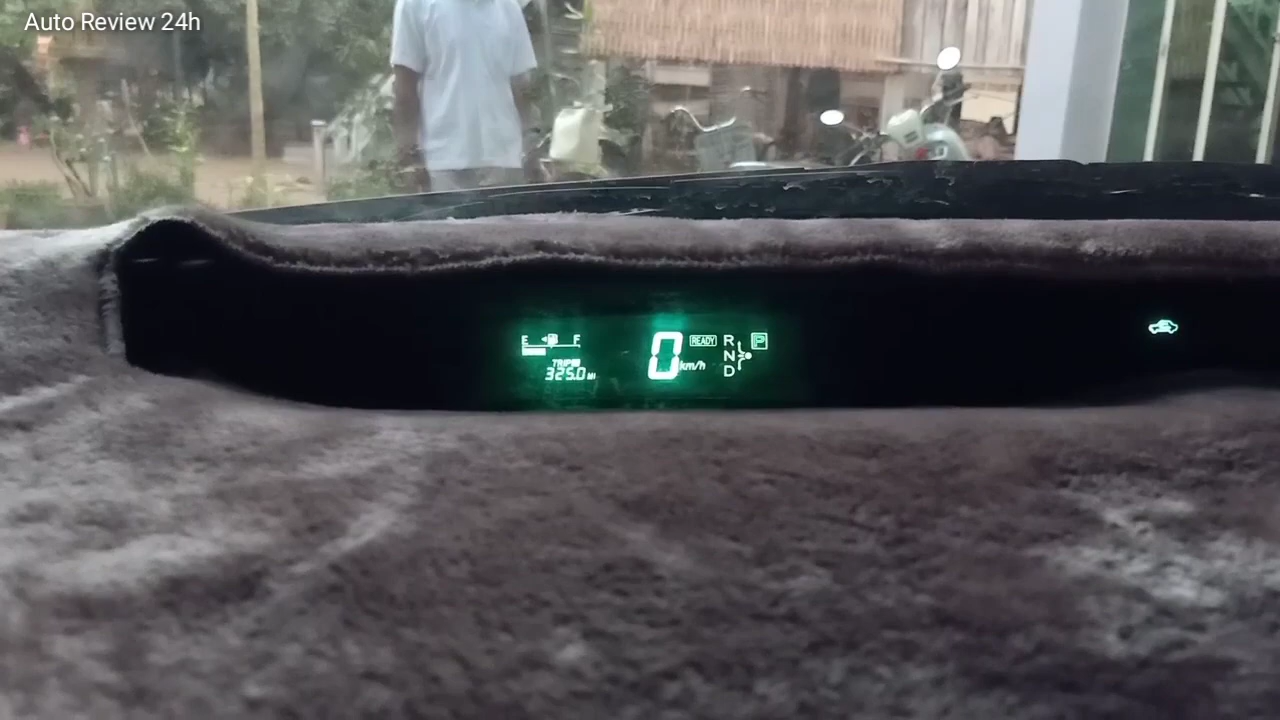 Auto Review 24h
E F
TRIP
325.0 MI
0 km/h
READY
R
N
D
P